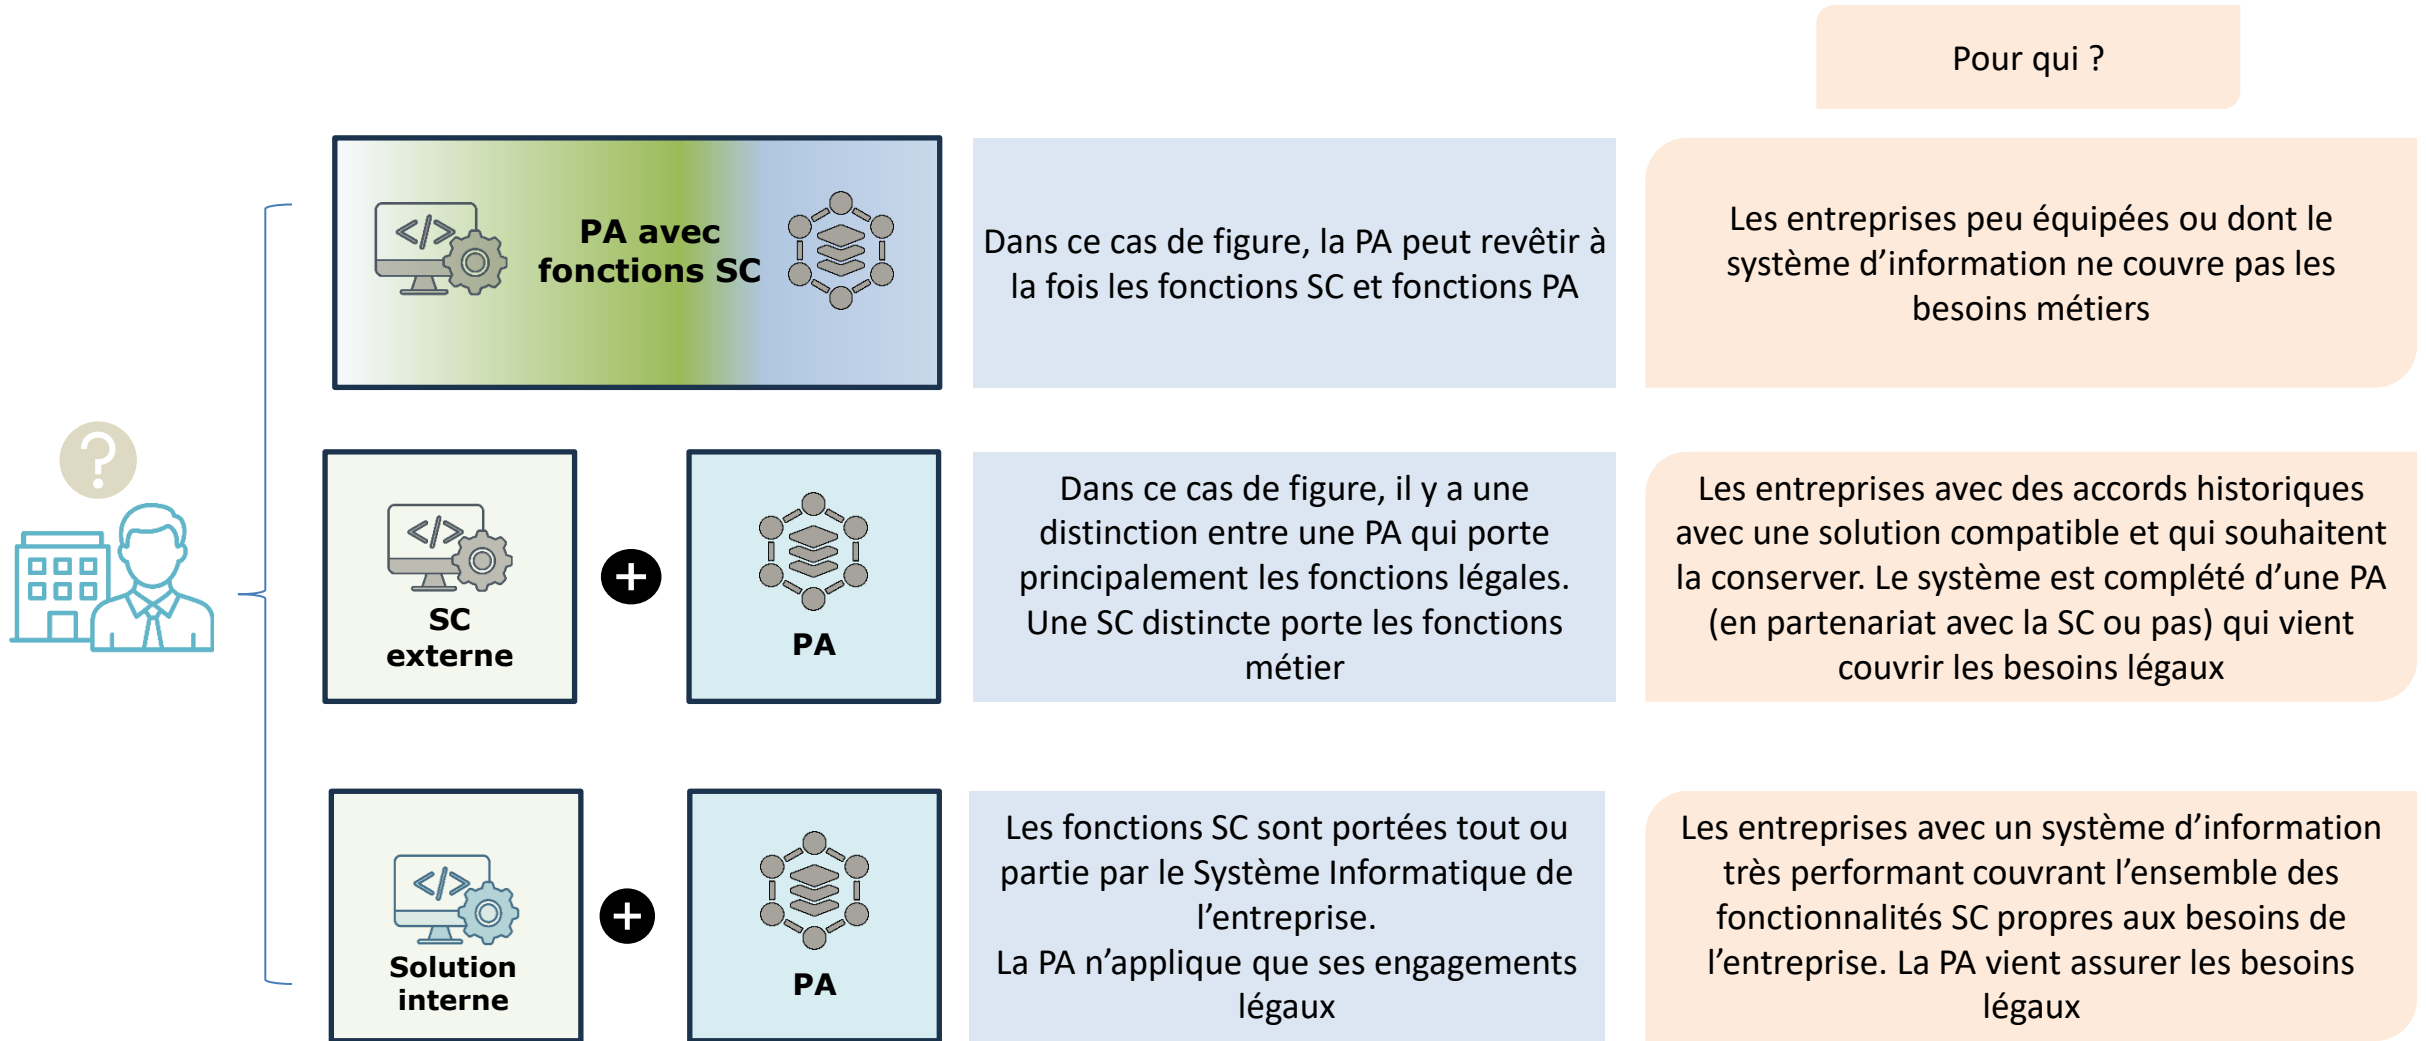 Pour qui ?
PA avec
fonctions SC
Dans ce cas de figure, la PA peut revêtir à
la fois les fonctions SC et fonctions PA
Les entreprises peu équipées ou dont le
système d’information ne couvre pas les
besoins métiers
?
SC
externe
+
PA
Dans ce cas de figure, il y a une
distinction entre une PA qui porte
principalement les fonctions légales.
Une SC distincte porte les fonctions
métier
Les entreprises avec des accords historiques
avec une solution compatible et qui souhaitent
la conserver. Le système est complété d’une PA
(en partenariat avec la SC ou pas) qui vient
couvrir les besoins légaux
Solution
interne
+
PA
Les fonctions SC sont portées tout ou
partie par le Système Informatique de
l’entreprise.
La PA n’applique que ses engagements
légaux
Les entreprises avec un système d’information
très performant couvrant l’ensemble des
fonctionnalités SC propres aux besoins de
l’entreprise. La PA vient assurer les besoins
légaux